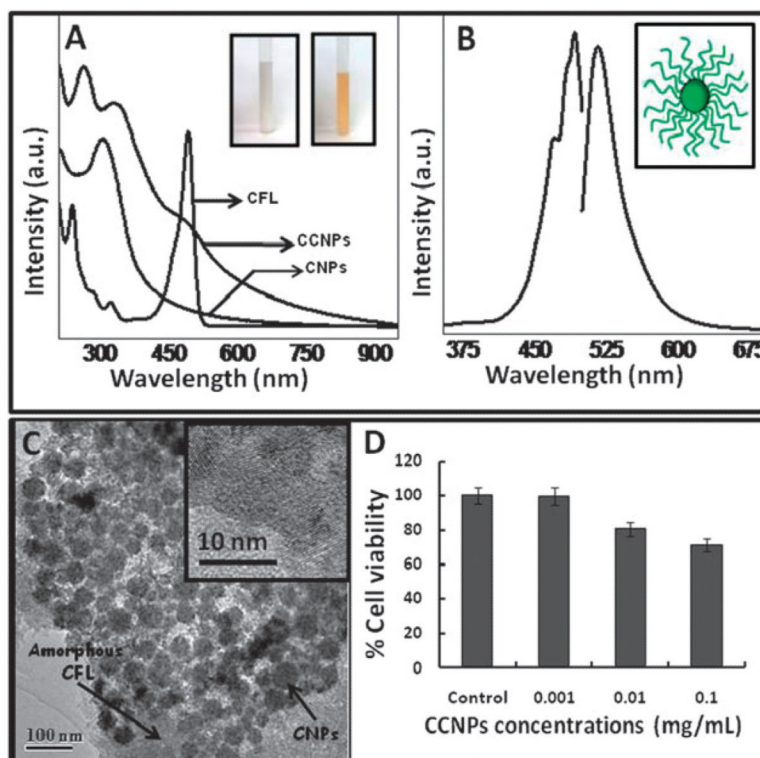 A
Intensity (a.u.)
CFL
CCNPs
CNPs
300 450 600 750 900
Wavelength (nm)
B
Intensity (a.u.)
375 450 525 600 675
Wavelength (nm)
C
10 nm
Amorphous
CFL
CNPs
100 nm
D
% Cell viability
120
100
80
60
40
20
0
Control 0.001 0.01 0.1
CCNPs concentrations (mg/mL)